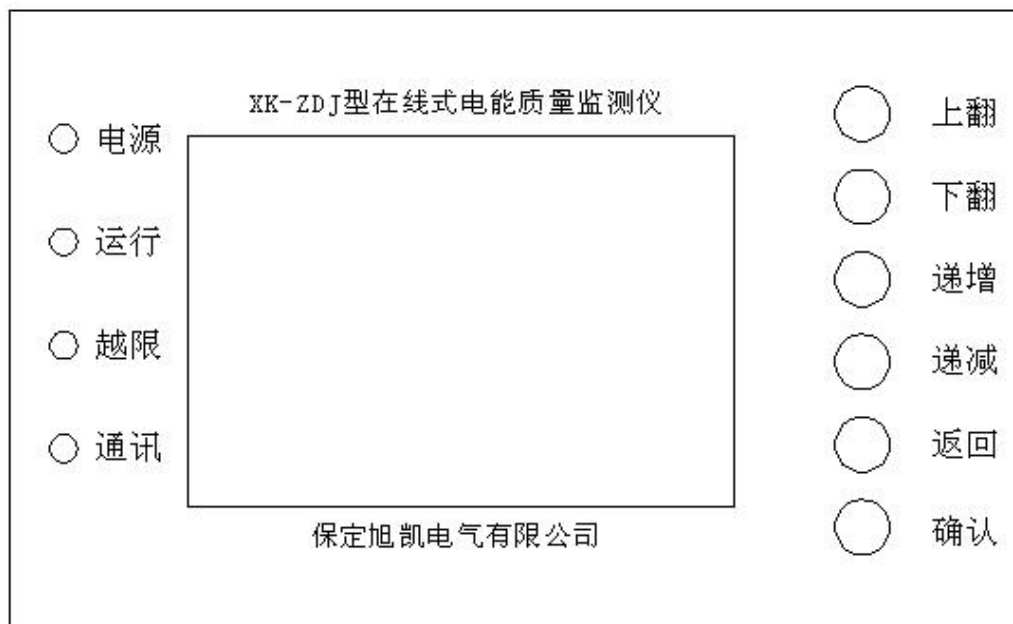 XK-ZDJ型在线式电能质量监测仪
电源
运行
越限
通讯
上翻
下翻
递增
递减
返回
确认
保定旭凯电气有限公司